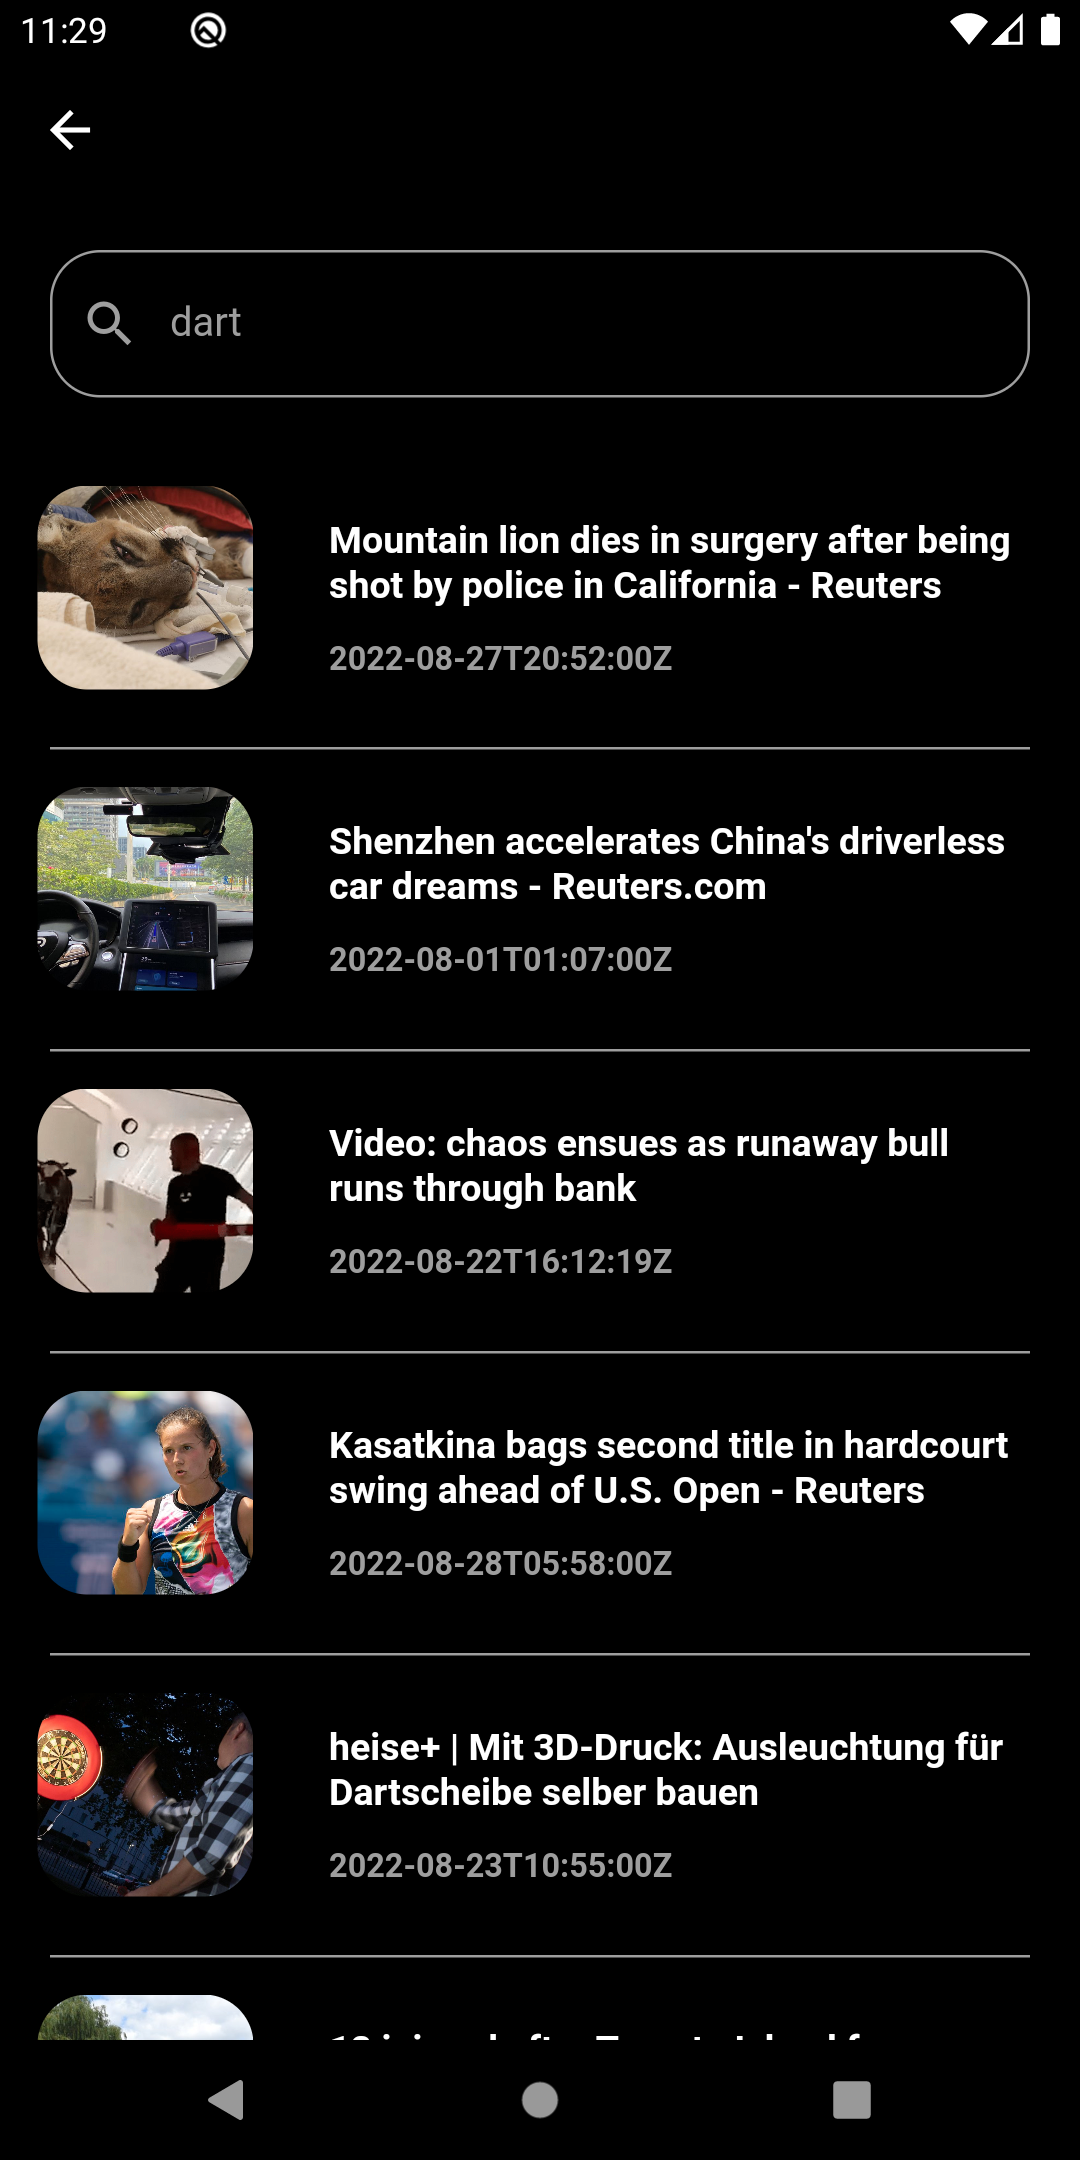 11:29
dart
Mountain lion dies in surgery after being
shot by police in California - Reuters
2022-08-27T20:52:00Z
Shenzhen accelerates China's driverless
car dreams - Reuters.com
2022-08-01T01:07:00Z
Video: chaos ensues as runaway bull
runs through bank
2022-08-22T16:12:19Z
Kasatkina bags second title in hardcourt
swing ahead of U.S. Open - Reuters
2022-08-28T05:58:00Z
heise+ | Mit 3D-Druck: Ausleuchtung für
Dartscheibe selber bauen
2022-08-23T10:55:00Z